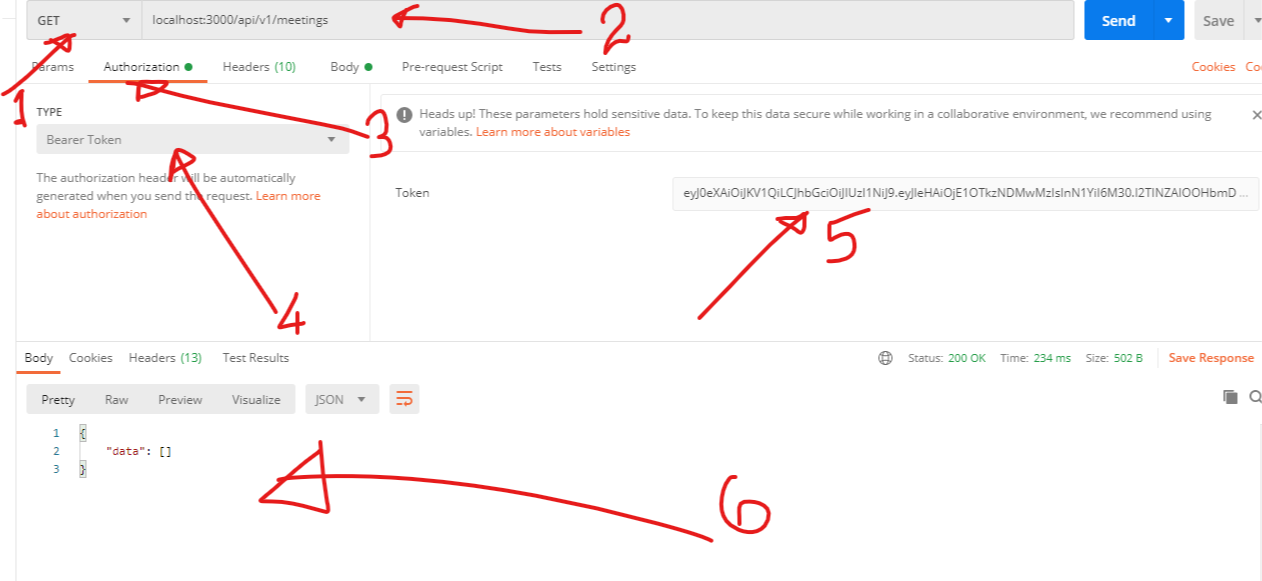 GET localhost:3000/api/v1/meetings Send Save
2
Params Authorization Headers (10) Body Pre-request Script Tests Settings Cookies Co
1
TYPE
3
Heads up! These parameters hold sensitive data. To keep this data secure while working in a collaborative environment, we recommend using
variables. Learn more about variables
Bearer Token
The authorization header will be automatically
generated when you send the request. Learn more
about authorization
Token
5
4
Body Cookies Headers (13) Test Results Status: 200 OK Time: 234 ms Size: 502 B Save Response
Pretty Raw Preview Visualize JSON
1 {
2 "data": []
3 }
6